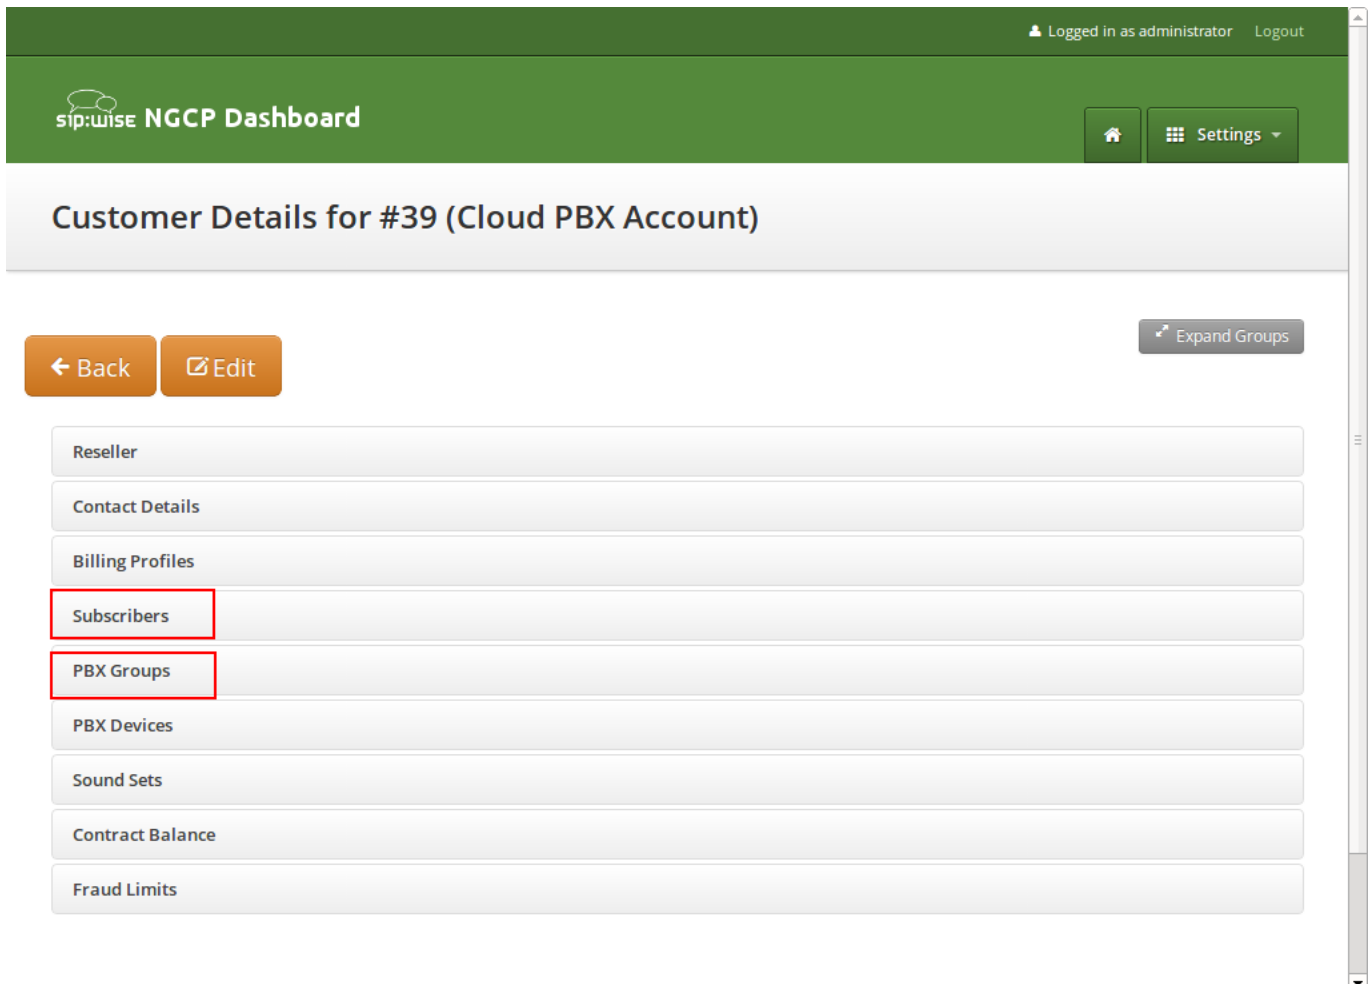 Logged in as administrator Logout
sip:wise NGCP Dashboard
Settings
Customer Details for #39 (Cloud PBX Account)
Expand Groups
Back Edit
Reseller
Contact Details
Billing Profiles
Subscribers
PBX Groups
PBX Devices
Sound Sets
Contract Balance
Fraud Limits